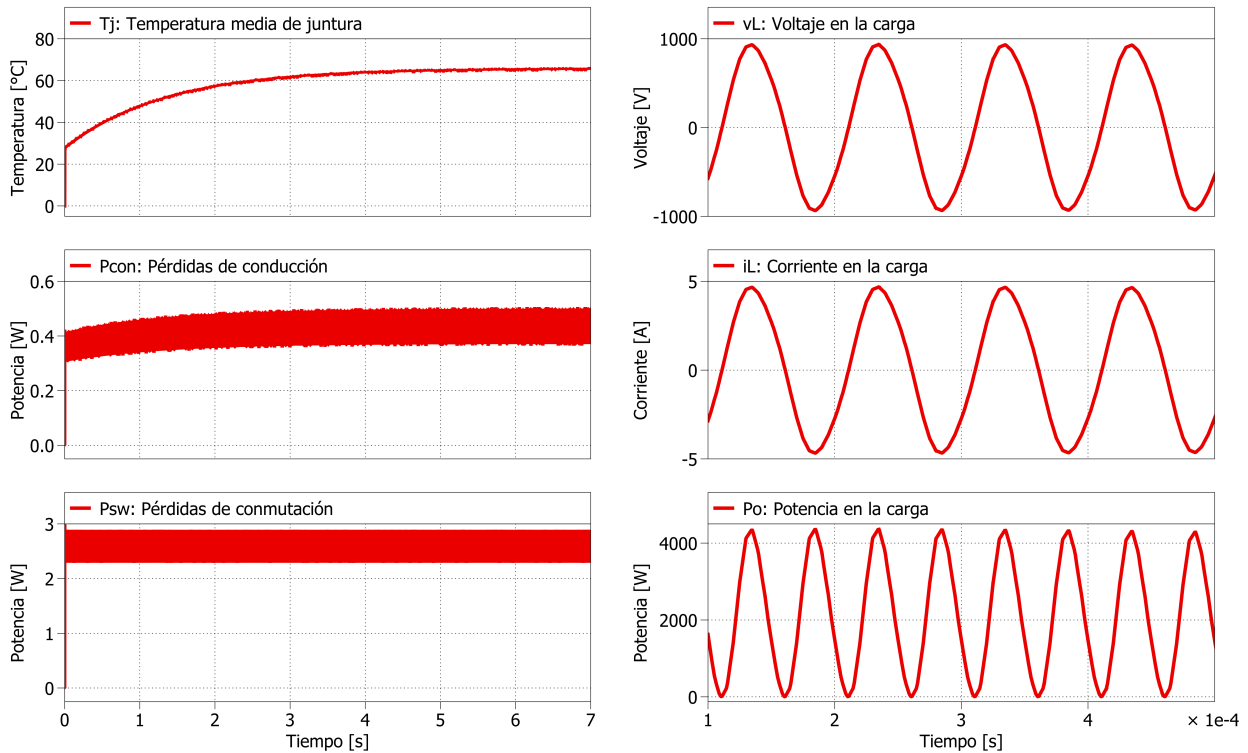 Tj: Temperatura media de juntura
80
60
40
20
0
Temperatura [°C]
Pcon: Pérdidas de conducción
0.6
0.4
0.2
0.0
Potencia [W]
Psw: Pérdidas de conmutación
3
2
1
0
Potencia [W]
0 1 2 3 4 5 6 7
Tiempo [s]
vL: Voltaje en la carga
1000
0
-1000
Voltaje [V]
iL: Corriente en la carga
5
0
-5
Corriente [A]
Po: Potencia en la carga
4000
2000
0
Potencia [W]
1 2 3 4 × 1e-4
Tiempo [s]